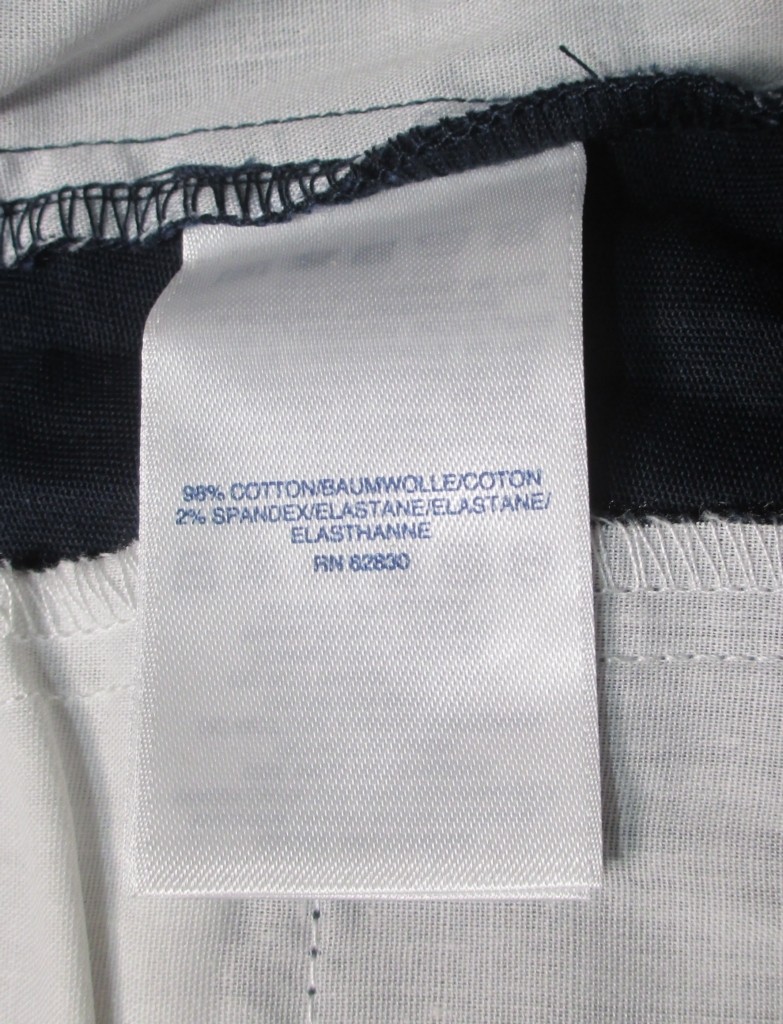 98% COTTON/BAUMWOLLE/COTON
2% SPANDEX/ELASTANE/ELASTANE/
ELASTHANNE
RN 62830